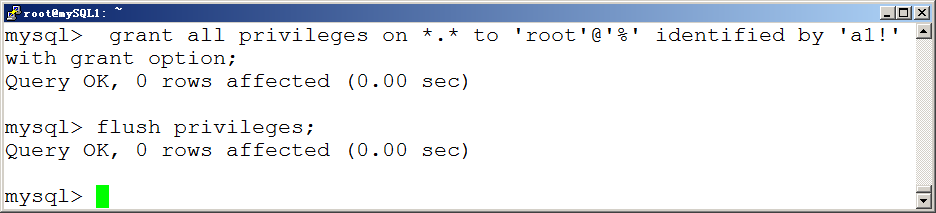 root@mySQL1: ~
mysql>  grant all privileges on *.* to 'root'@'%' identified by 'a1!'
with grant option;
Query OK, 0 rows affected (0.00 sec)
mysql> flush privileges;
Query OK, 0 rows affected (0.00 sec)
mysql>